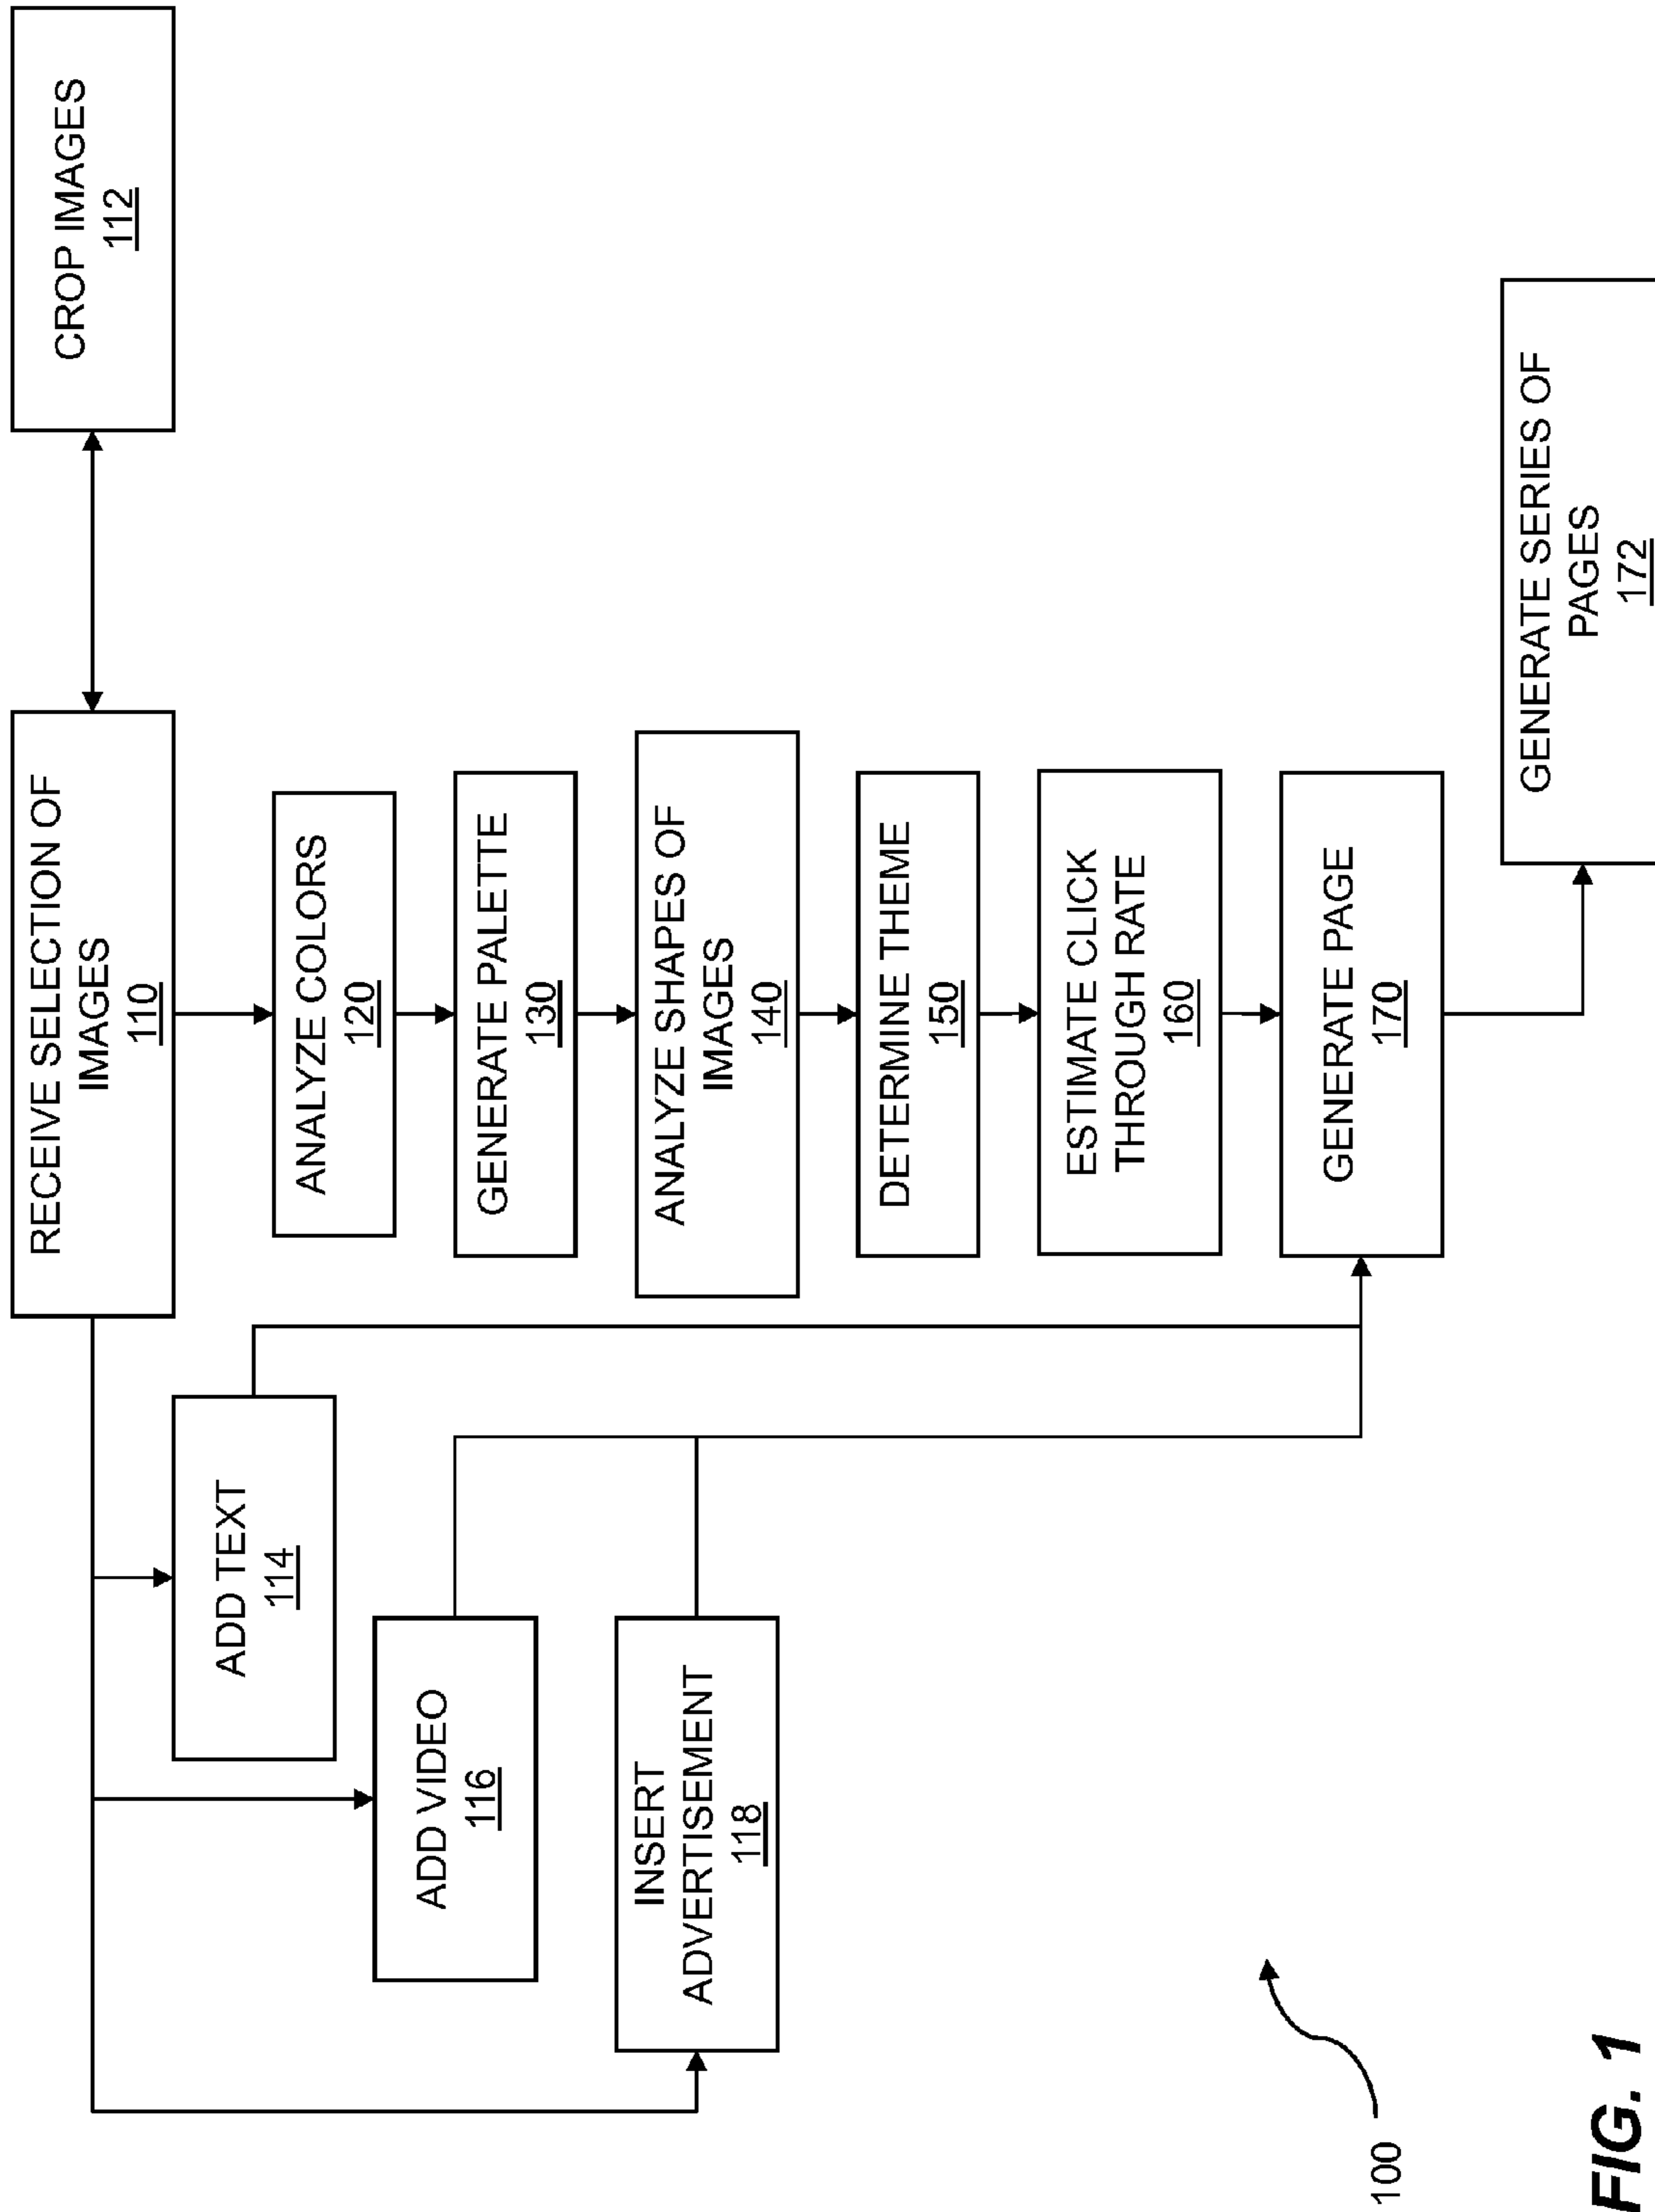 RECEIVE SELECTION OF
IMAGES
110
CROP IMAGES
112
ADD TEXT
114
ADD VIDEO
116
INSERT
ADVERTISEMENT
118
ANALYZE COLORS
120
GENERATE PALETTE
130
ANALYZE SHAPES OF
IMAGES
140
DETERMINE THEME
150
ESTIMATE CLICK
THROUGH RATE
160
GENERATE PAGE
170
GENERATE SERIES OF
PAGES
172
100
FIG. 1